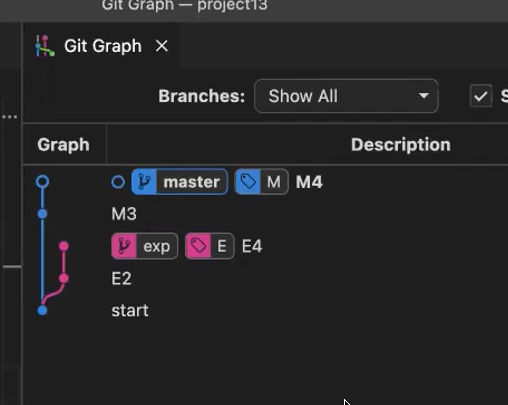 Git Graph — project13
Git Graph
Branches: Show All
Graph Description
master M M4
M3
exp E E4
E2
start